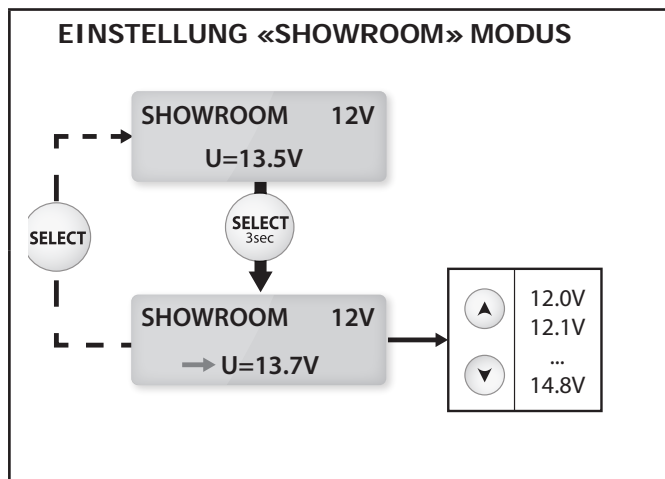 EINSTELLUNG «SHOWROOM» MODUS
SHOWROOM 12V
U=13.5V
SELECT
SELECT
3sec
SHOWROOM 12V
U=13.7V
12.0V
12.1V
...
14.8V